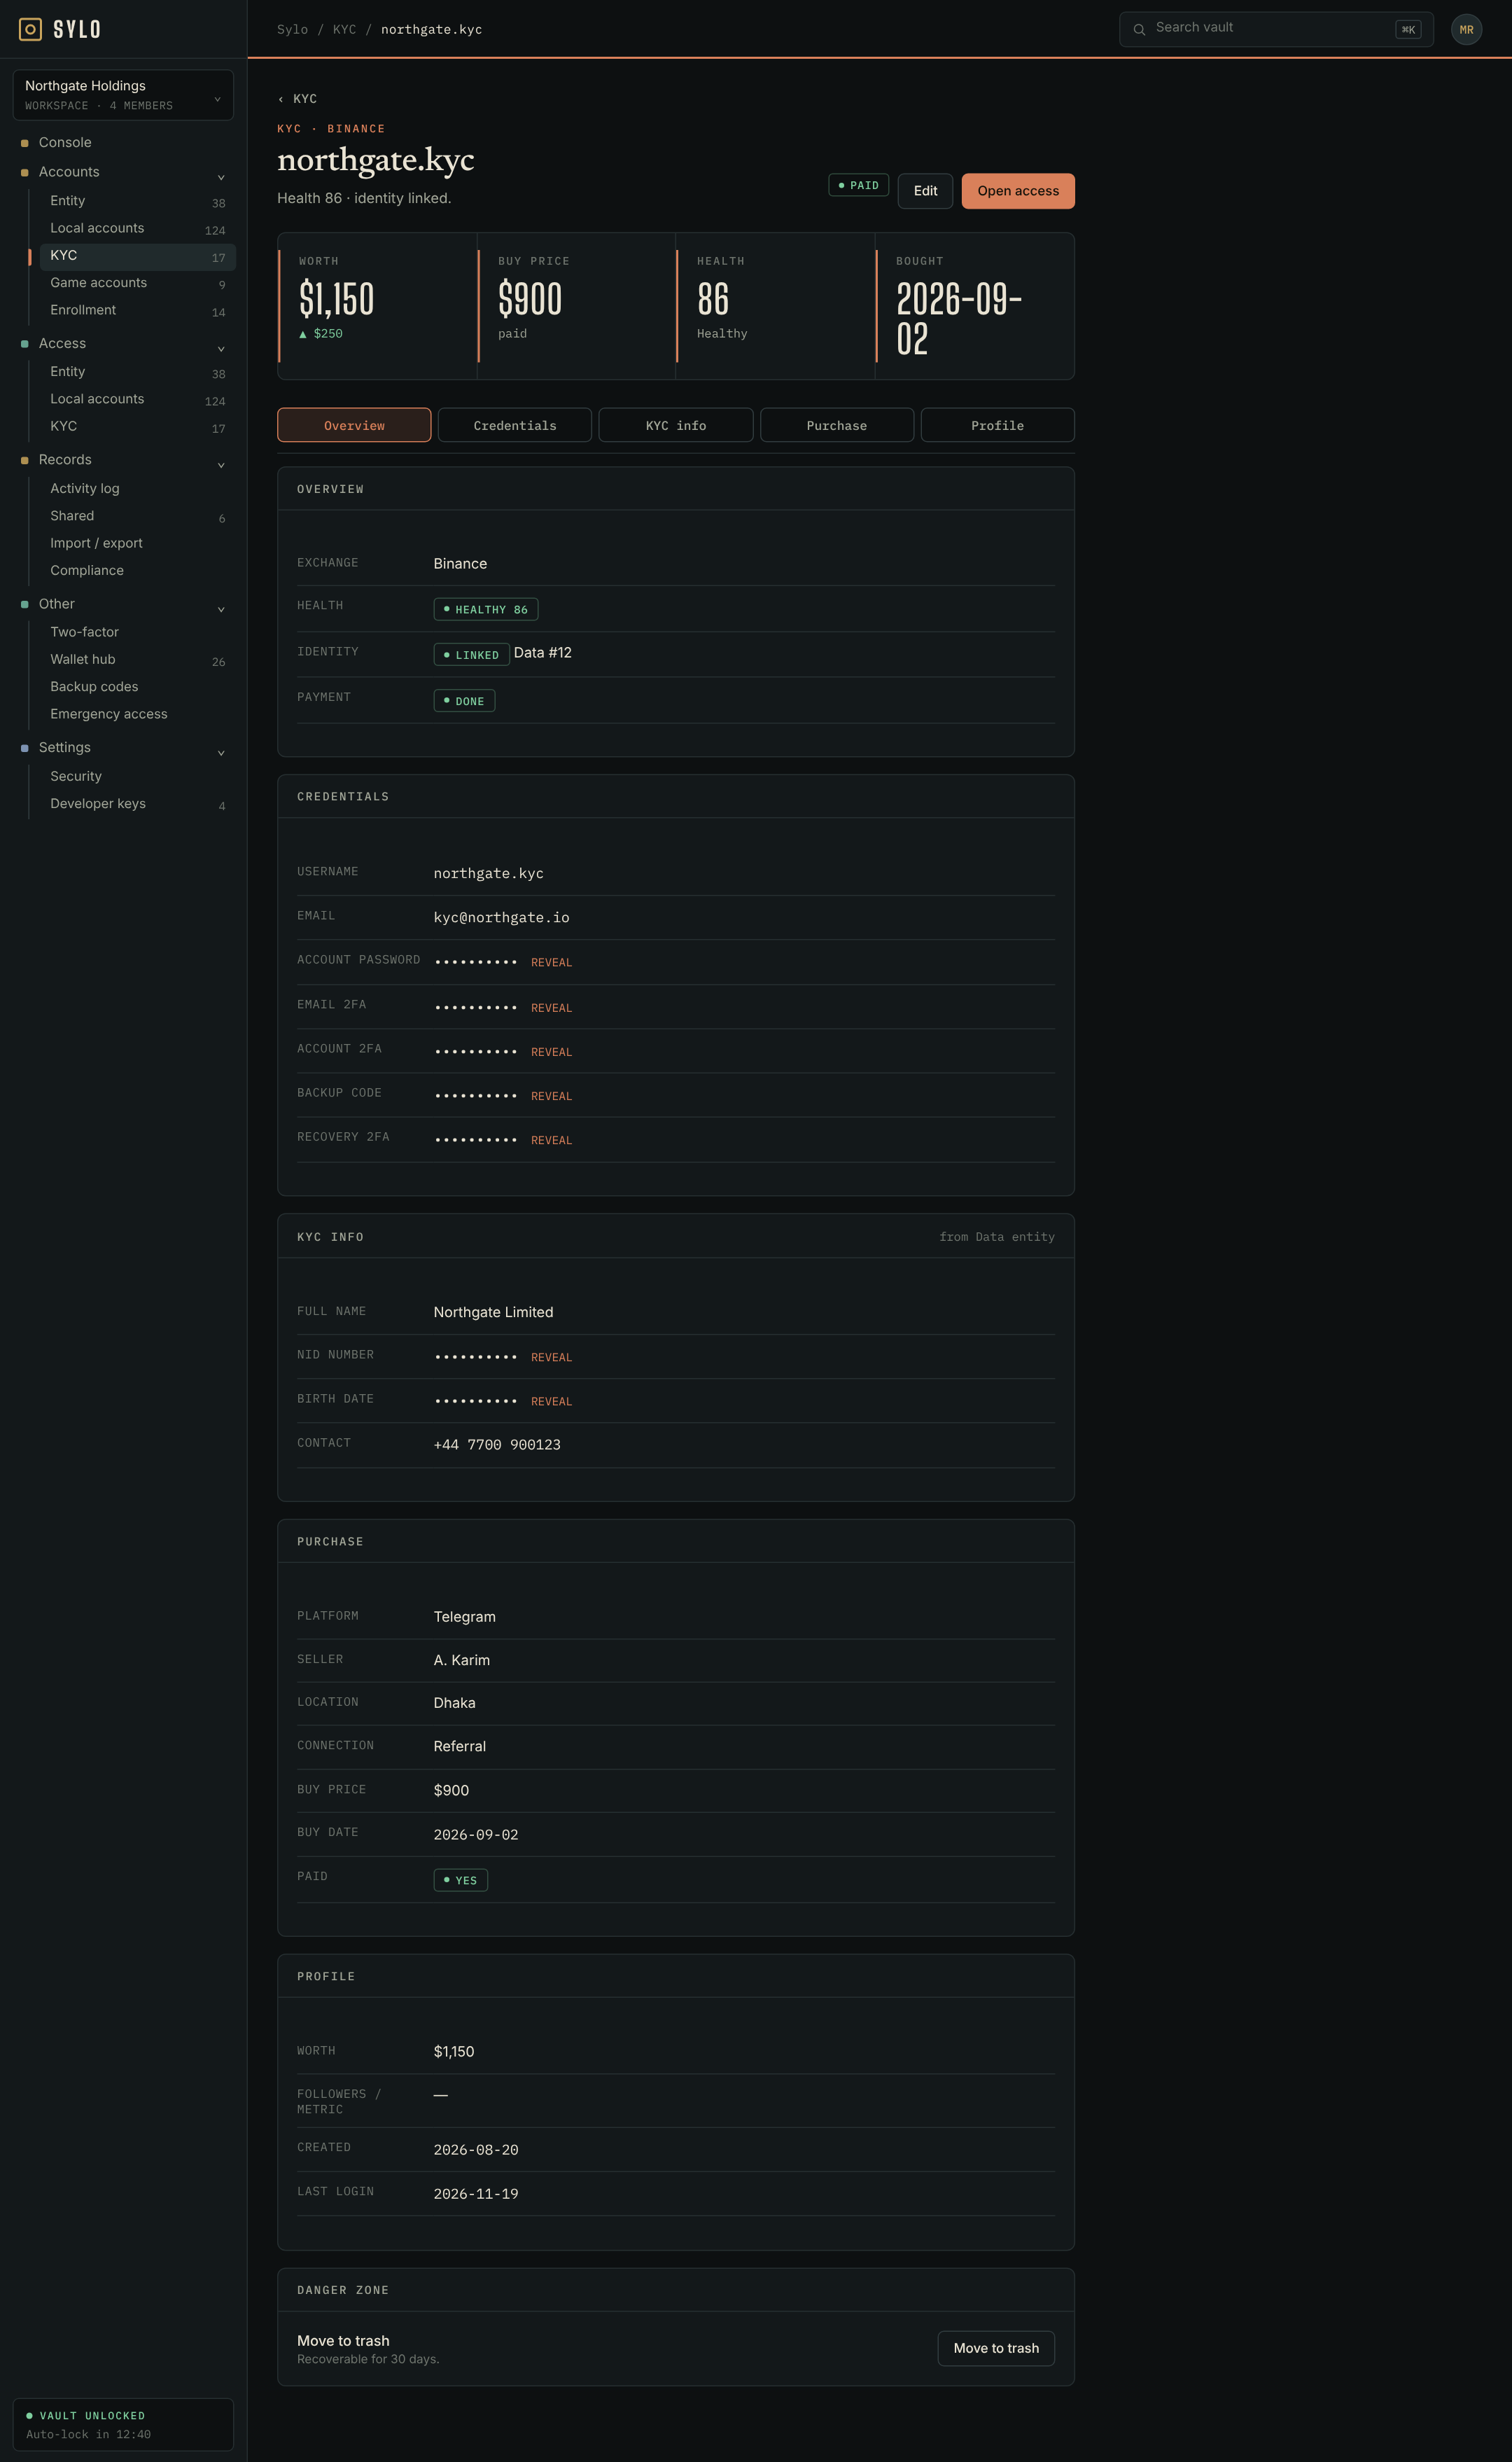 SYLO
Northgate Holdings
WORKSPACE · 4 MEMBERS
Console
Accounts
Entity 38
Local accounts 124
KYC 17
Game accounts 9
Enrollment 14
Access
Entity 38
Local accounts 124
KYC 17
Records
Activity log
Shared 6
Import / export
Compliance
Other
Two-factor
Wallet hub 26
Backup codes
Emergency access
Settings
Security
Developer keys 4
VAULT UNLOCKED
Auto-lock in 12:40
Sylo / KYC / northgate.kyc
Search vault ⌘K
MR
‹ KYC
KYC · BINANCE
northgate.kyc
Health 86 · identity linked.
PAID
Edit
Open access
WORTH
$1,150
▲ $250
BUY PRICE
$900
paid
HEALTH
86
Healthy
BOUGHT
2026-09-
02
Overview
Credentials
KYC info
Purchase
Profile
OVERVIEW
EXCHANGE Binance
HEALTH HEALTHY 86
IDENTITY LINKED Data #12
PAYMENT DONE
CREDENTIALS
USERNAME northgate.kyc
EMAIL kyc@northgate.io
ACCOUNT PASSWORD •••••••••• REVEAL
EMAIL 2FA •••••••••• REVEAL
ACCOUNT 2FA •••••••••• REVEAL
BACKUP CODE •••••••••• REVEAL
RECOVERY 2FA •••••••••• REVEAL
KYC INFO from Data entity
FULL NAME Northgate Limited
NID NUMBER •••••••••• REVEAL
BIRTH DATE •••••••••• REVEAL
CONTACT +44 7700 900123
PURCHASE
PLATFORM Telegram
SELLER A. Karim
LOCATION Dhaka
CONNECTION Referral
BUY PRICE $900
BUY DATE 2026-09-02
PAID YES
PROFILE
WORTH $1,150
FOLLOWERS / —
METRIC
CREATED 2026-08-20
LAST LOGIN 2026-11-19
DANGER ZONE
Move to trash
Recoverable for 30 days.
Move to trash